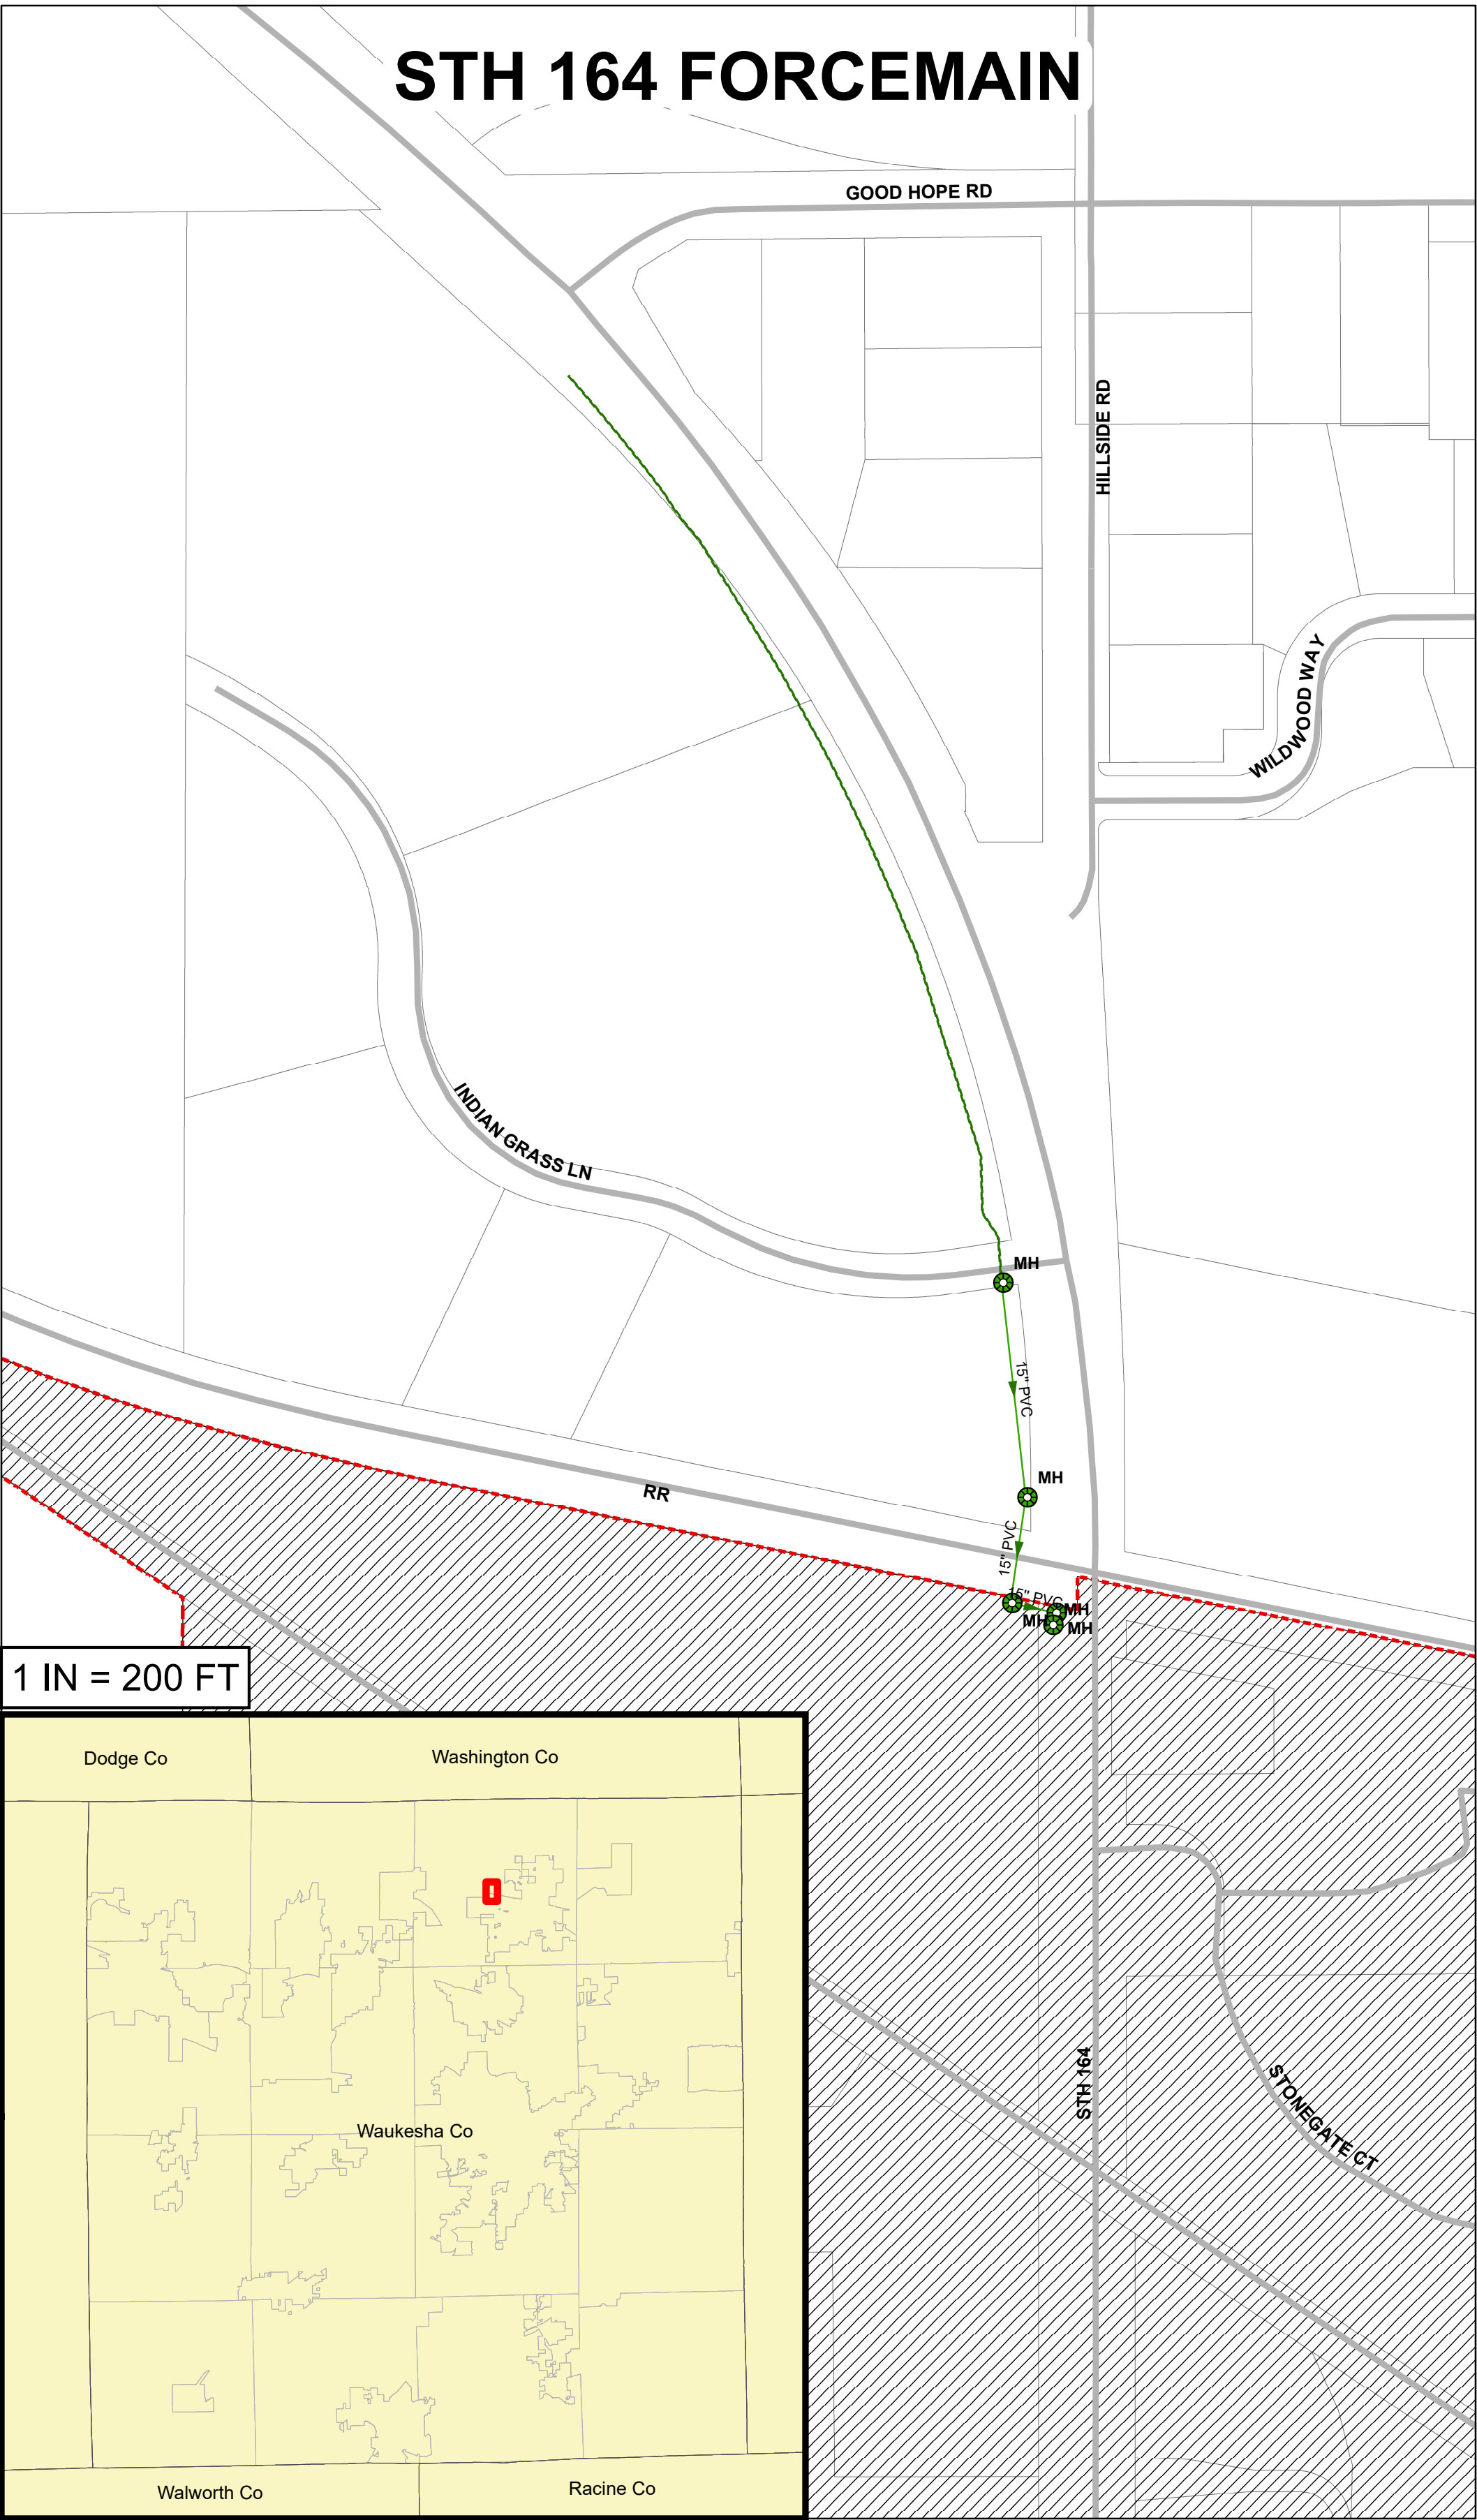 STH 164 FORCEMAIN
GOOD HOPE RD
HILLSIDE RD
WILDWOOD WAY
INDIAN GRASS LN
MH
15" PVC
MH
RR
15" PVC
15" PVC
MH
MH
MH
1 IN = 200 FT
Dodge Co
Washington Co
Waukesha Co
STH 164
STONEGATE CT
Walworth Co
Racine Co